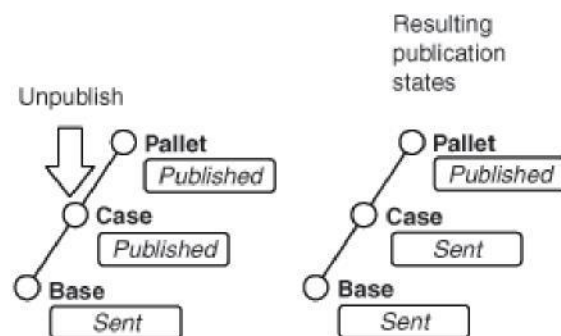 Unpublish
Pallet
Published
Case
Published
Base
Sent
Resulting
publication
states
Pallet
Published
Case
Sent
Base
Sent